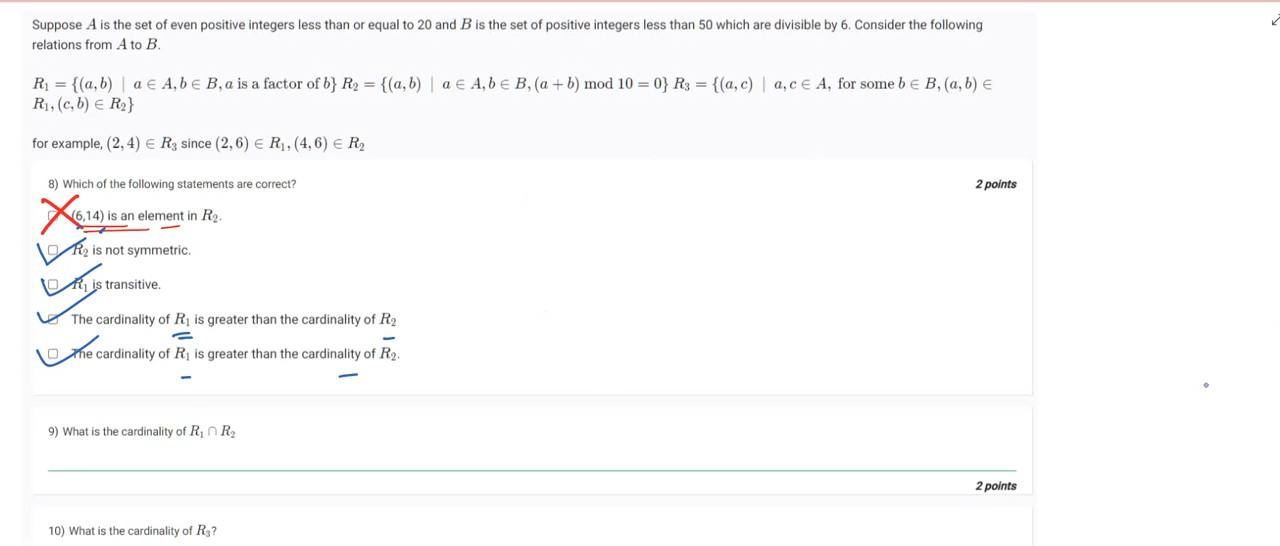 Suppose A is the set of even positive integers less than or equal to 20 and B is the set of positive integers less than 50 which are divisible by 6. Consider the following
relations from A to B.
R₁ = {(a, b) | a ∈ A, b ∈ B, a is a factor of b} R₂ = {(a, b) | a ∈ A, b ∈ B, (a + b) mod 10 = 0} R₃ = {(a, c) | a, c ∈ A, for some b ∈ B, (a, b) ∈
R₁, (c, b) ∈ R₂}
for example, (2, 4) ∈ R₃ since (2, 6) ∈ R₁, (4, 6) ∈ R₂
8) Which of the following statements are correct?
2 points
(6,14) is an element in R₂.
R₂ is not symmetric.
R₁ is transitive.
The cardinality of R₁ is greater than the cardinality of R₂
The cardinality of R₁ is greater than the cardinality of R₂.
9) What is the cardinality of R₁ ∩ R₂
2 points
10) What is the cardinality of R₃?